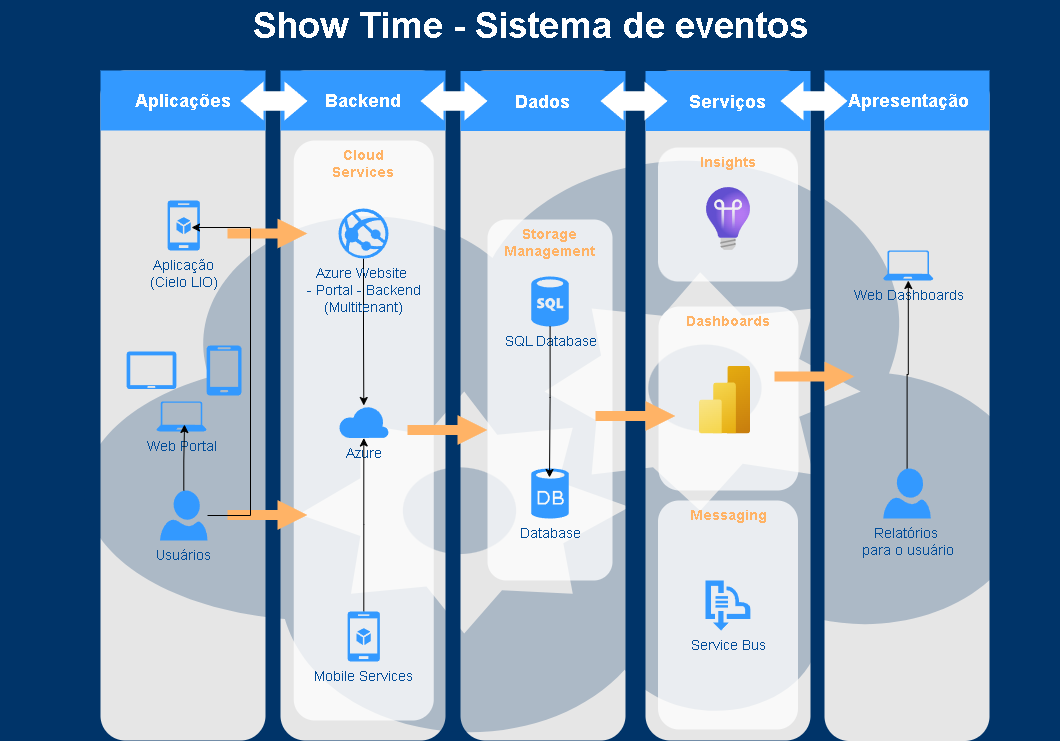 Show Time - Sistema de eventos
Aplicações
Backend
Dados
Serviços
Apresentação
Aplicação
(Cielo LIO)
Web Portal
Usuários
Cloud
Services
Azure Website
- Portal - Backend
(Multitenant)
Azure
Mobile Services
Storage
Management
SQL
SQL Database
DB
Database
Insights
Dashboards
Messaging
Service Bus
Web Dashboards
Relatórios
para o usuário